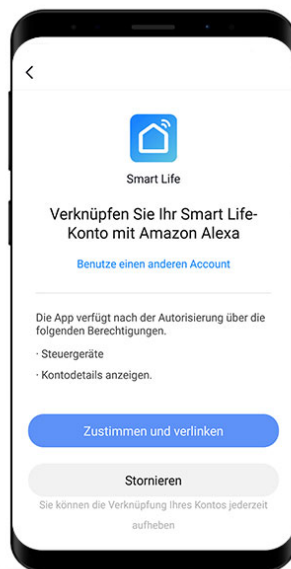 Smart Life
Verknüpfen Sie Ihr Smart Life-
Konto mit Amazon Alexa
Benutze einen anderen Account
Die App verfügt nach der Autorisierung über die
folgenden Berechtigungen.
· Steuergeräte
· Kontodetails anzeigen.
Zustimmen und verlinken
Stornieren
Sie können die Verknüpfung Ihres Kontos jederzeit
aufheben